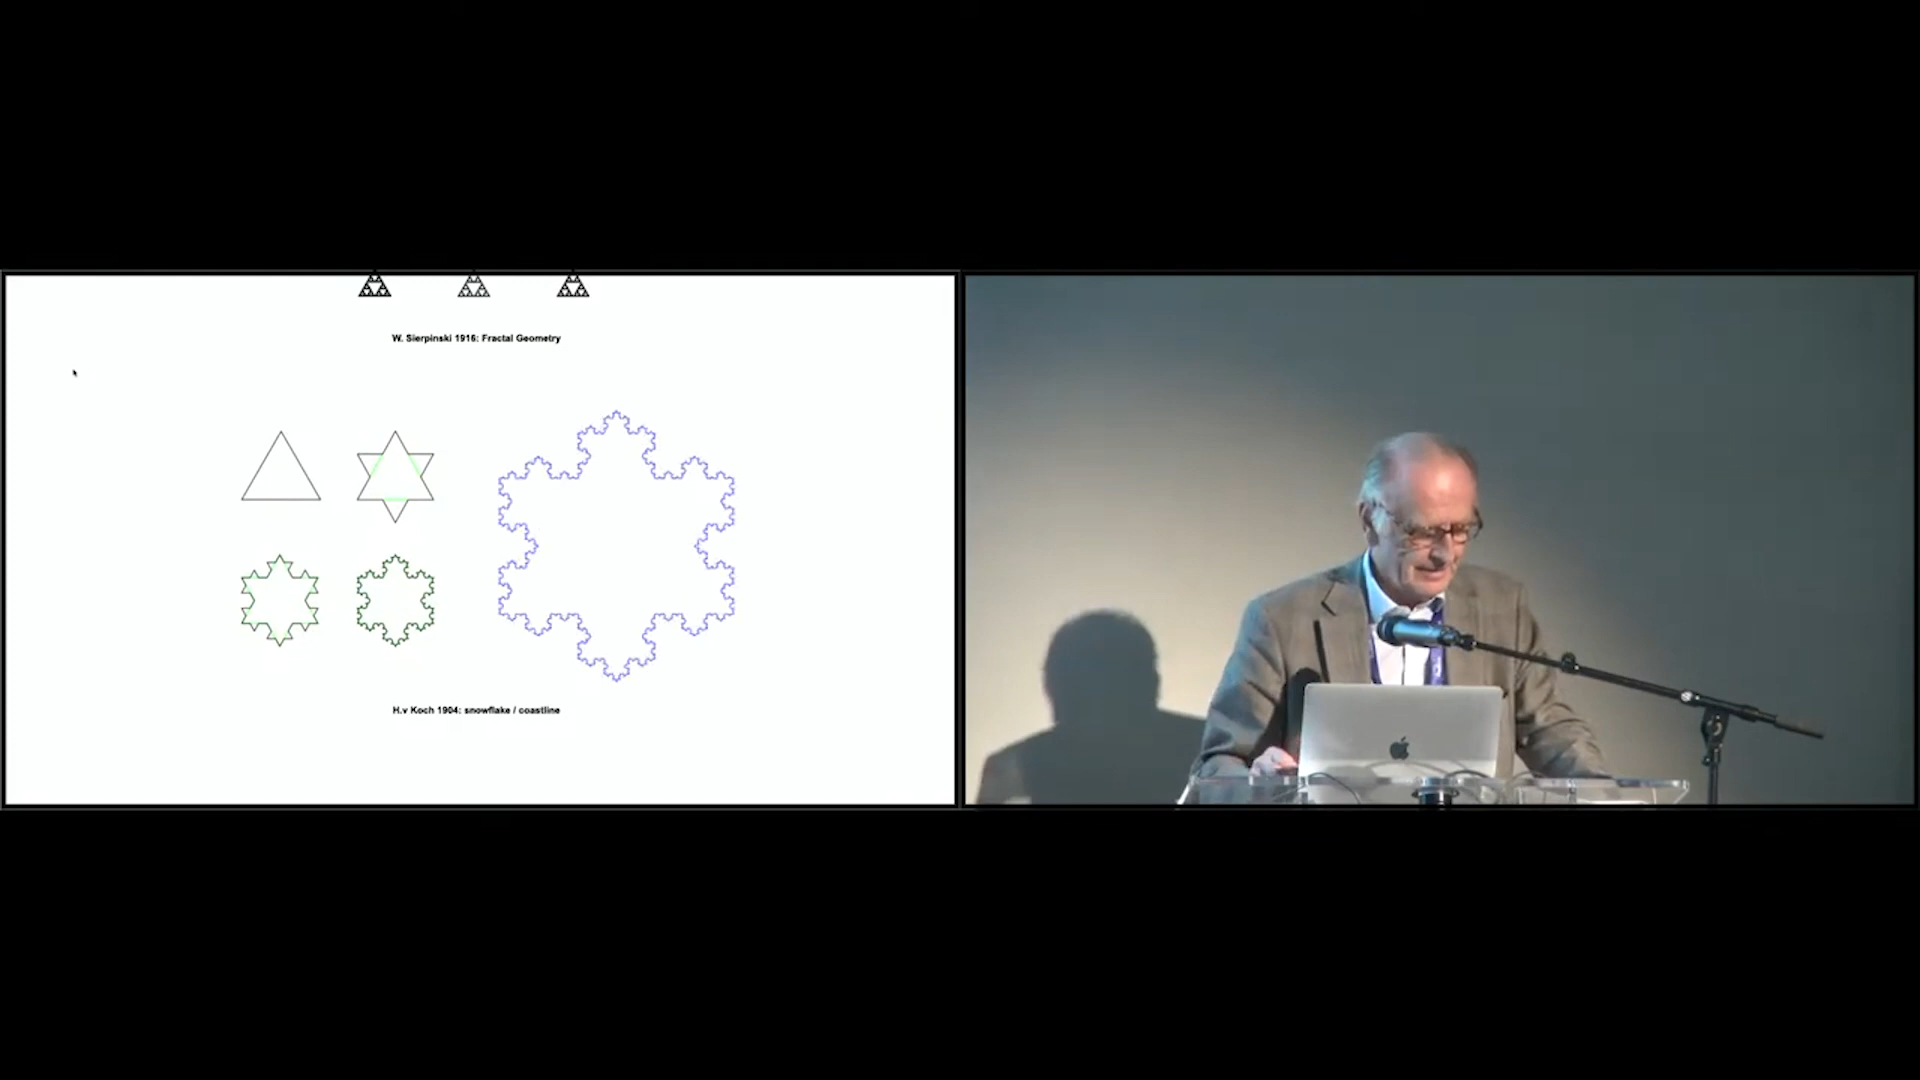 W. Sierpinski 1916: Fractal Geometry
H.v Koch 1904: snowflake / coastline